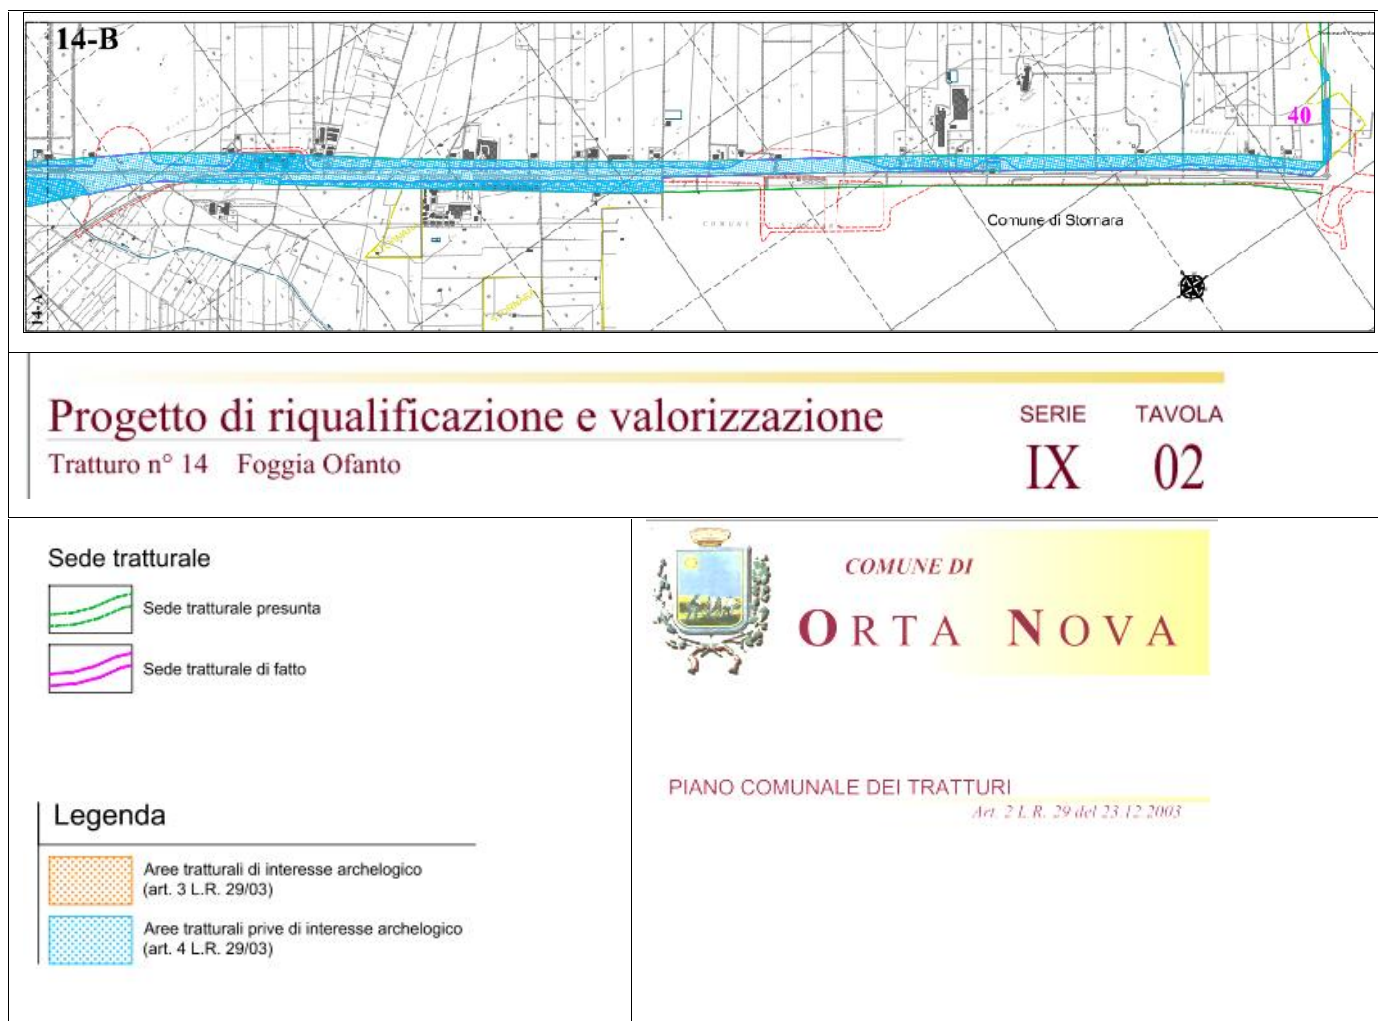 14-B
40
Comune di Stornara
14-A
Progetto di riqualificazione e valorizzazione
Tratturo n° 14 Foggia Ofanto
SERIE TAVOLA
IX 02
Sede tratturale
Sede tratturale presunta
Sede tratturale di fatto
Legenda
Aree tratturali di interesse archelogico
(art. 3 L.R. 29/03)
Aree tratturali prive di interesse archelogico
(art. 4 L.R. 29/03)
COMUNE DI
ORTA NOVA
PIANO COMUNALE DEI TRATTURI
Art. 2 L.R. 29 del 23.12.2003